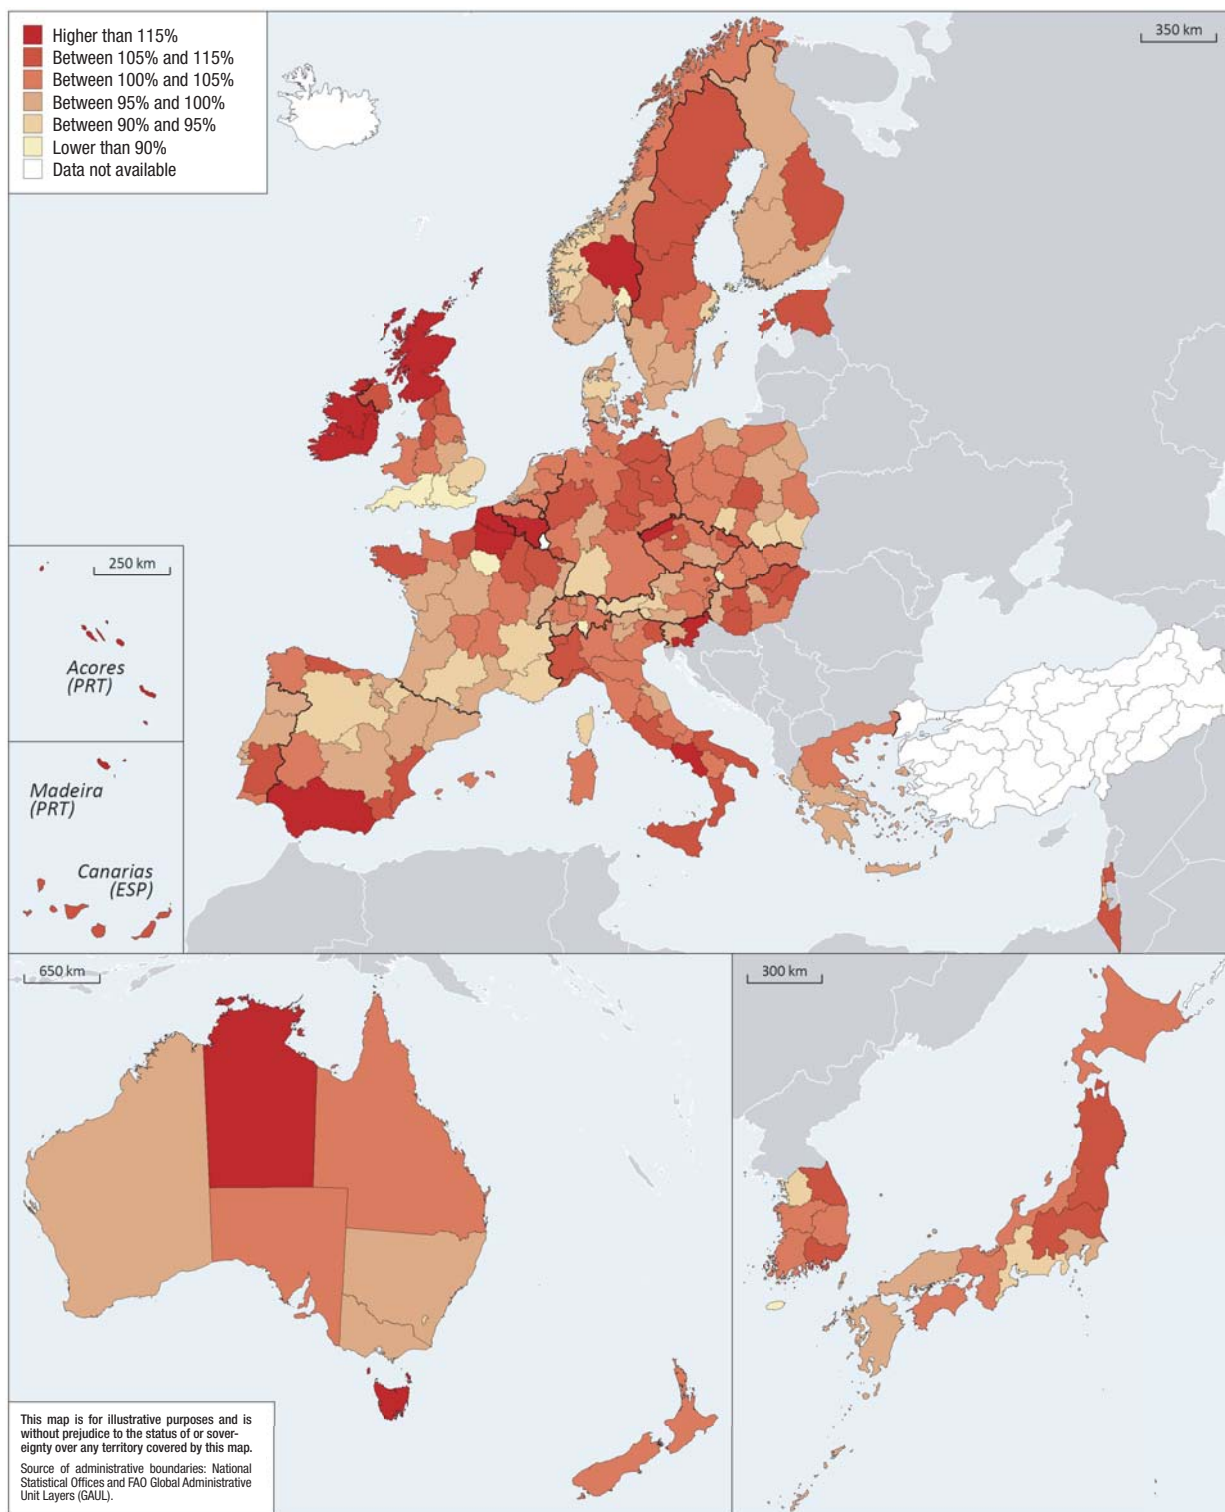 Higher than 115%
Between 105% and 115%
Between 100% and 105%
Between 95% and 100%
Between 90% and 95%
Lower than 90%
Data not available
350 km
250 km
Acores
(PRT)
Madeira
(PRT)
Canarias
(ESP)
650 km
300 km
This map is for illustrative purposes and is
without prejudice to the status of or sover-
eignty over any territory covered by this map.
Source of administrative boundaries: National
Statistical Offices and FAO Global Administrative
Unit Layers (GAUL).